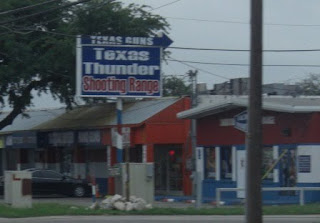 TEXAS GUNS
Texas
Thunder
Shooting Range